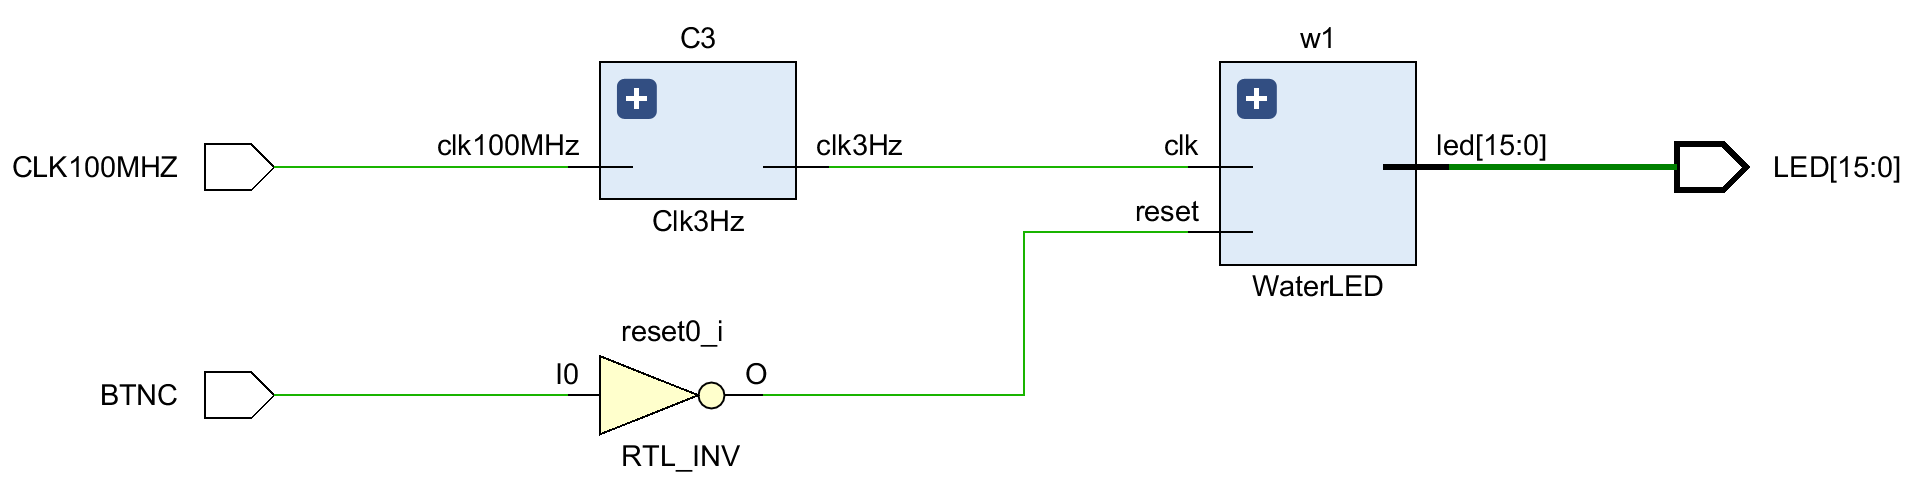 C3
w1
CLK100MHZ
clk100MHz
clk3Hz
clk
led[15:0]
LED[15:0]
reset
Clk3Hz
WaterLED
reset0_i
BTNC
I0
O
RTL_INV